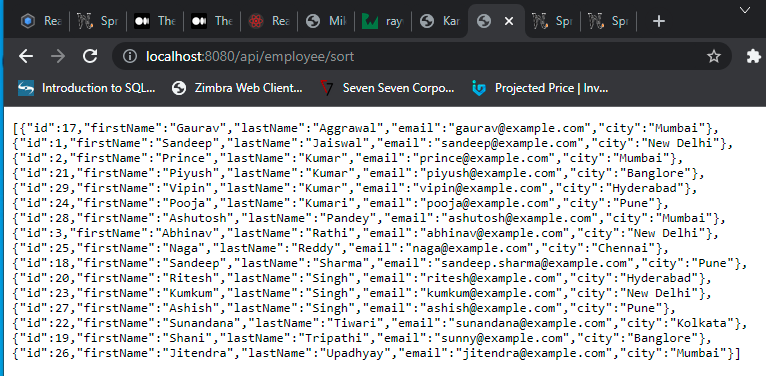 Rea Spr The The Rea Mil ray Kar Spr Spr
localhost:8080/api/employee/sort
Introduction to SQL... Zimbra Web Client... Seven Seven Corpo... Projected Price | Inv...
[{"id":17,"firstName":"Gaurav","lastName":"Aggrawal","email":"gaurav@example.com","city":"Mumbai"},
{"id":1,"firstName":"Sandeep","lastName":"Jaiswal","email":"sandeep@example.com","city":"New Delhi"},
{"id":2,"firstName":"Prince","lastName":"Kumar","email":"prince@example.com","city":"Mumbai"},
{"id":21,"firstName":"Piyush","lastName":"Kumar","email":"piyush@example.com","city":"Banglore"},
{"id":29,"firstName":"Vipin","lastName":"Kumar","email":"vipin@example.com","city":"Hyderabad"},
{"id":24,"firstName":"Pooja","lastName":"Kumari","email":"pooja@example.com","city":"Pune"},
{"id":28,"firstName":"Ashutosh","lastName":"Pandey","email":"ashutosh@example.com","city":"Mumbai"},
{"id":3,"firstName":"Abhinav","lastName":"Rathi","email":"abhinav@example.com","city":"New Delhi"},
{"id":25,"firstName":"Naga","lastName":"Reddy","email":"naga@example.com","city":"Chennai"},
{"id":18,"firstName":"Sandeep","lastName":"Sharma","email":"sandeep.sharma@example.com","city":"Pune"},
{"id":20,"firstName":"Ritesh","lastName":"Singh","email":"ritesh@example.com","city":"Hyderabad"},
{"id":23,"firstName":"Kumkum","lastName":"Singh","email":"kumkum@example.com","city":"New Delhi"},
{"id":27,"firstName":"Ashish","lastName":"Singh","email":"ashish@example.com","city":"Pune"},
{"id":22,"firstName":"Sunandana","lastName":"Tiwari","email":"sunandana@example.com","city":"Kolkata"},
{"id":19,"firstName":"Shani","lastName":"Tripathi","email":"sunny@example.com","city":"Banglore"},
{"id":26,"firstName":"Jitendra","lastName":"Upadhyay","email":"jitendra@example.com","city":"Mumbai"}]